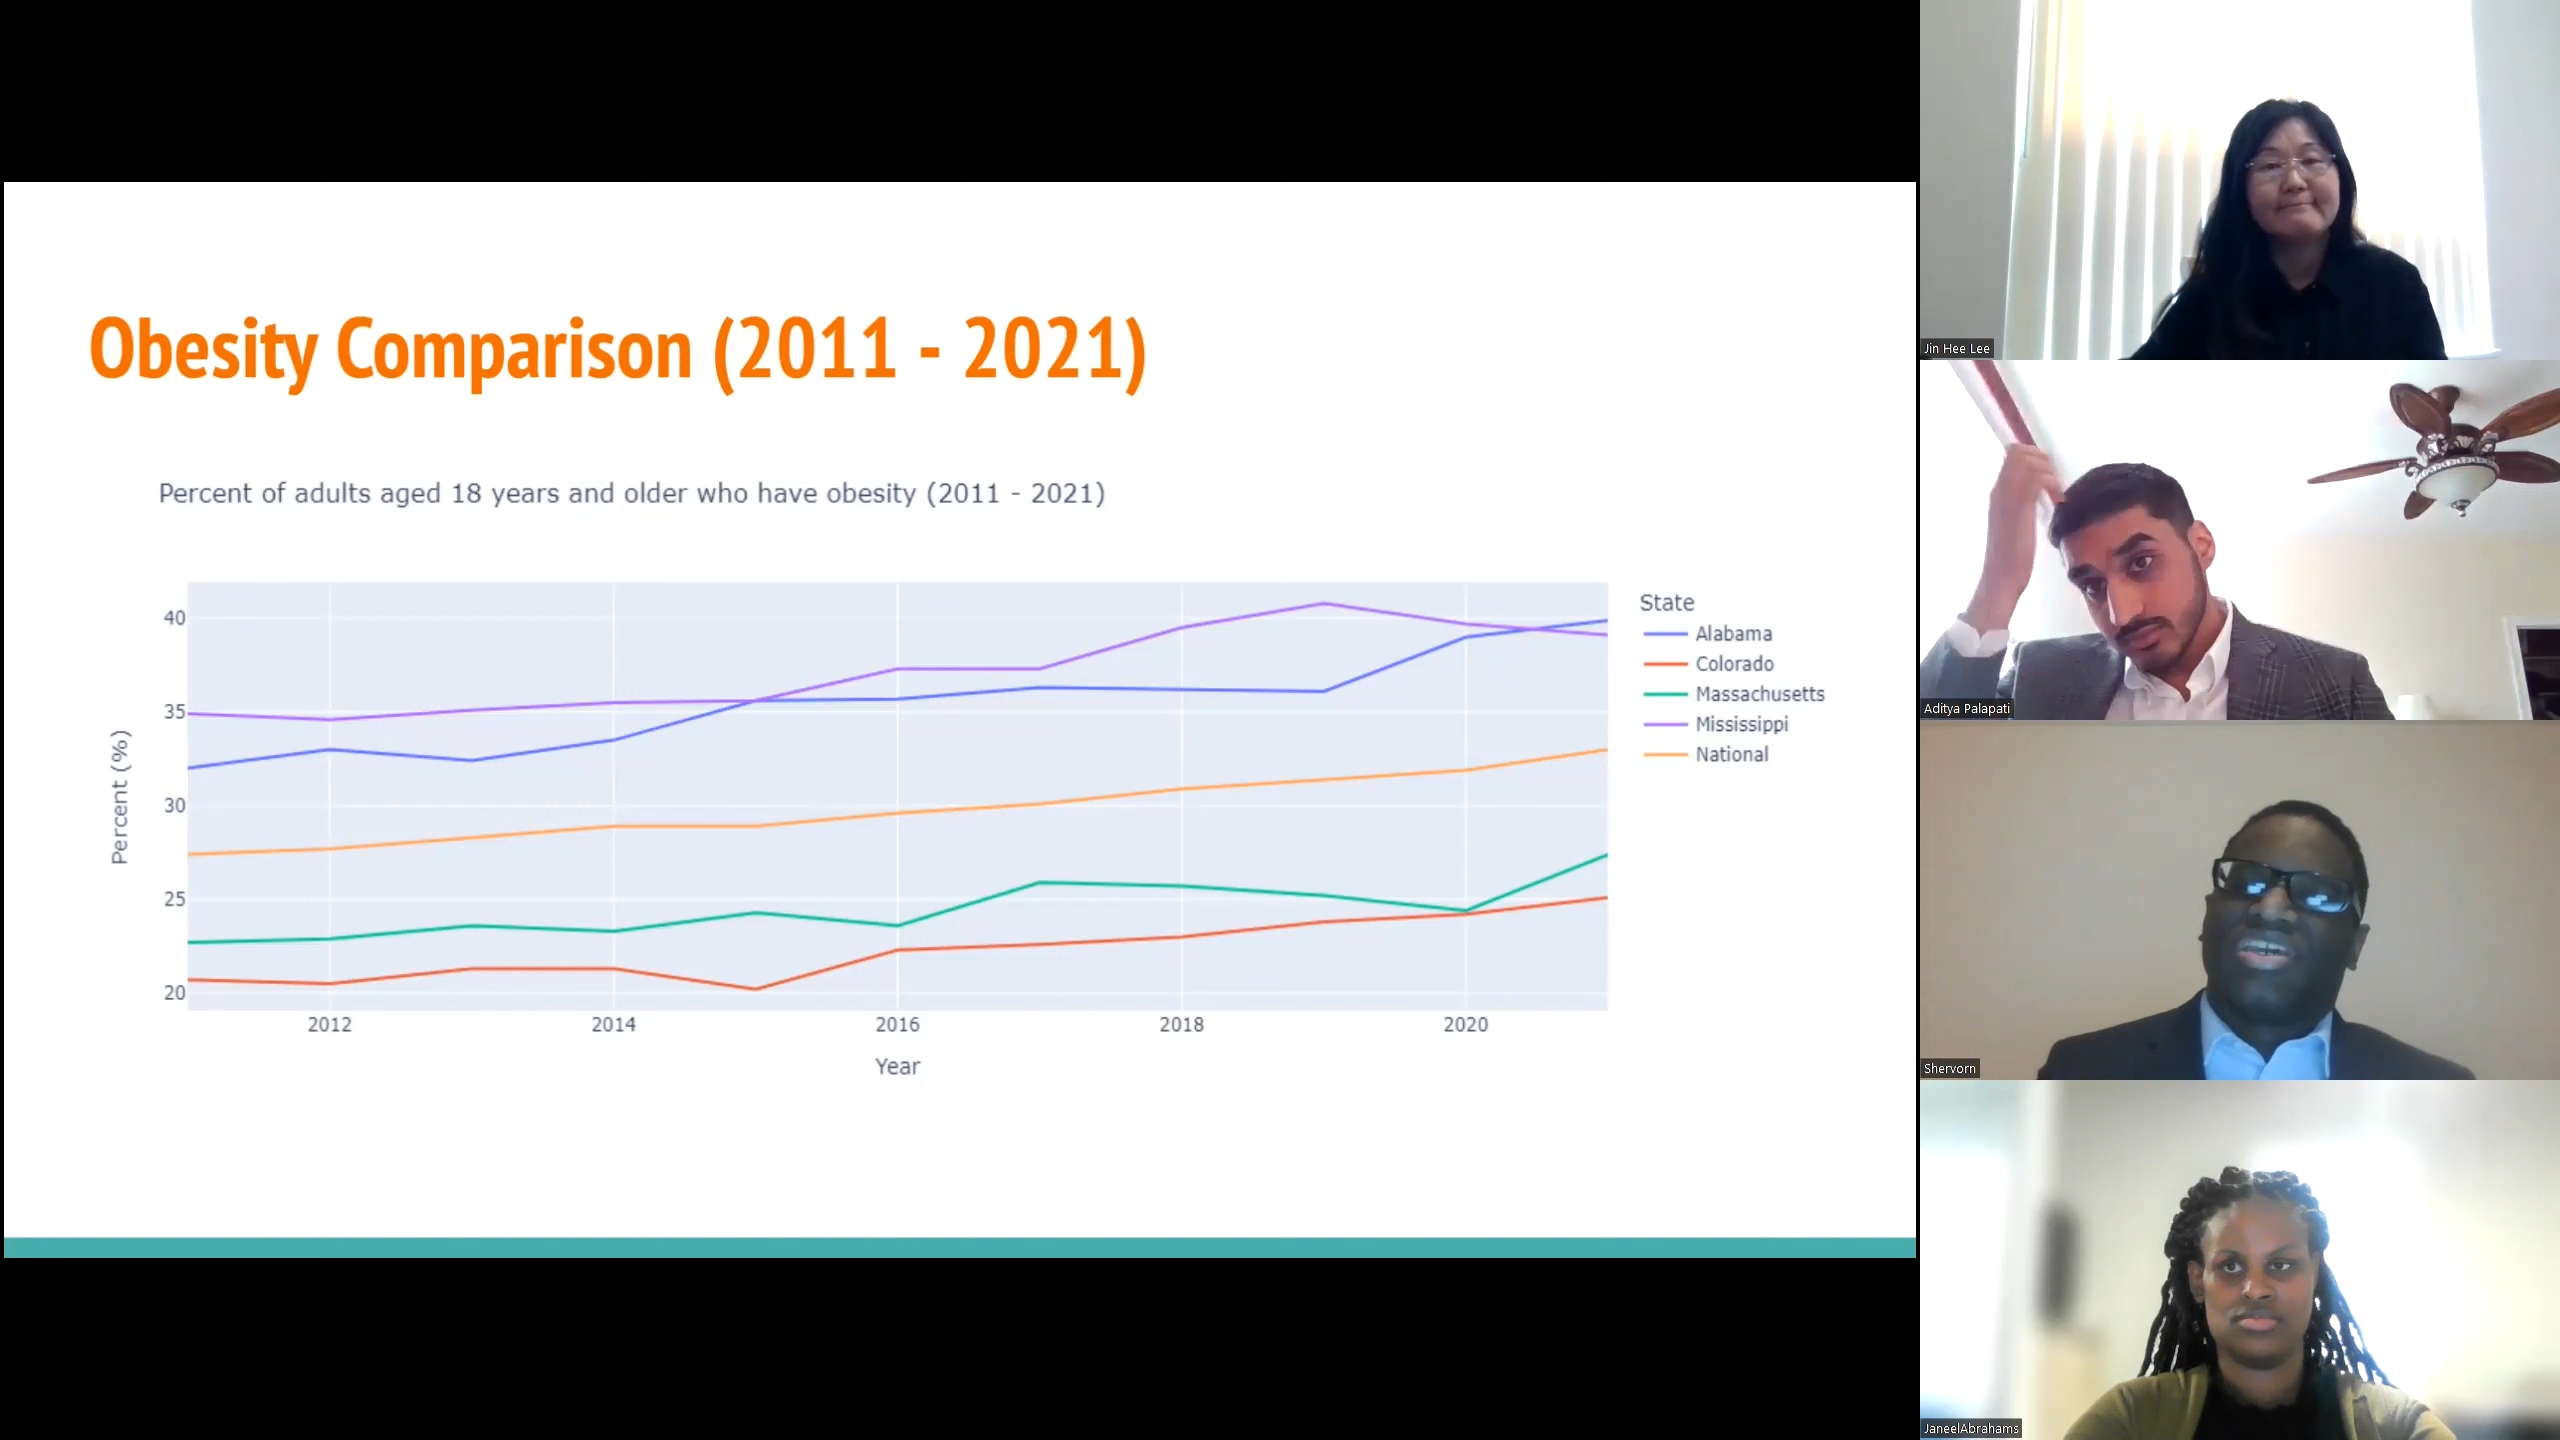 Obesity Comparison (2011 - 2021)
Percent of adults aged 18 years and older who have obesity (2011 - 2021)
Percent (%)
40
35
30
25
20
2012
2014
2016
2018
2020
Year
State
Alabama
Colorado
Massachusetts
Mississippi
National
Jin Hee Lee
Aditya Palapati
Shervorn
JaneelAbrahams